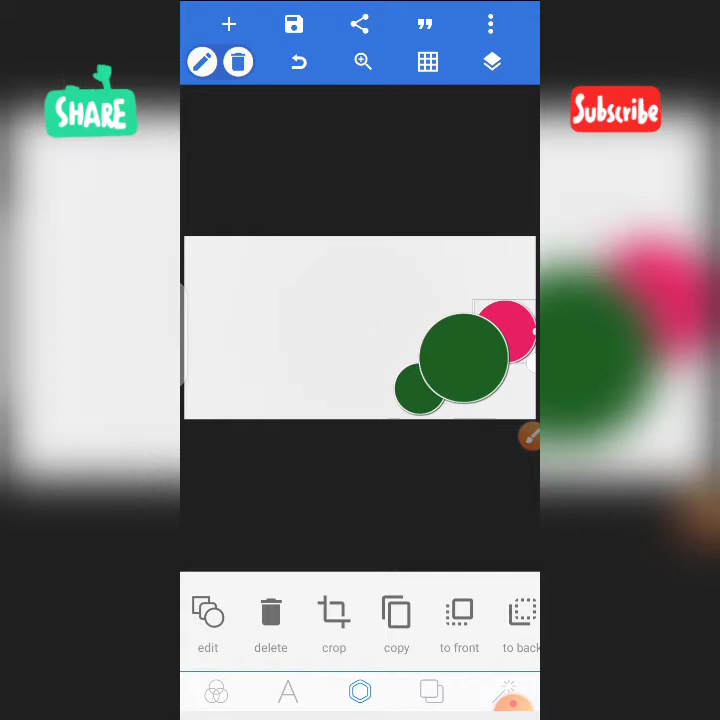 SHARE
Subscribe
edit
delete
crop
copy
to front
to back